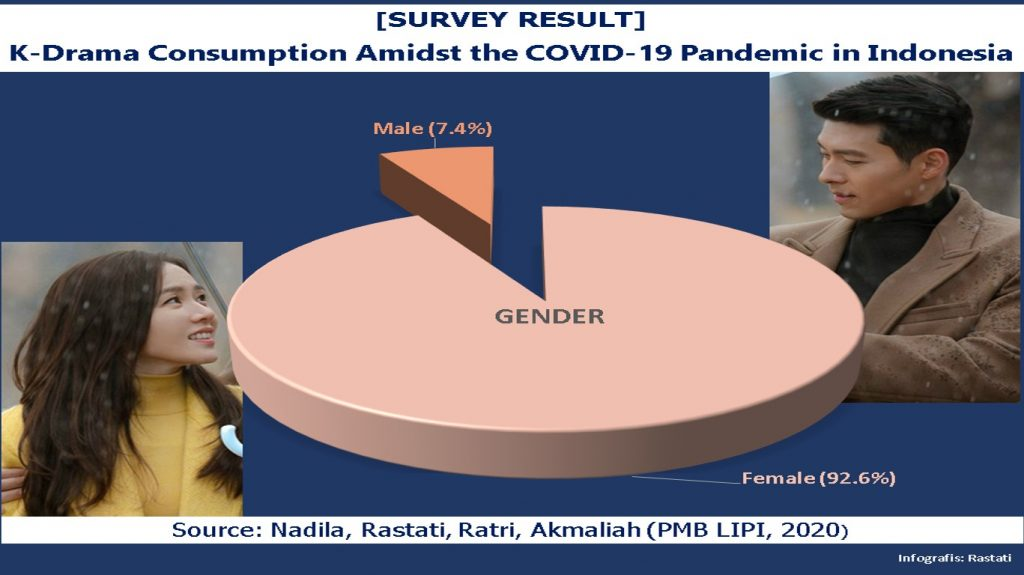 [SURVEY RESULT]
K-Drama Consumption Amidst the COVID-19 Pandemic in Indonesia
Male (7.4%)
GENDER
Female (92.6%)
Source: Nadila, Rastati, Ratri, Akmaliah (PMB LIPI, 2020)
Infografis: Rastati